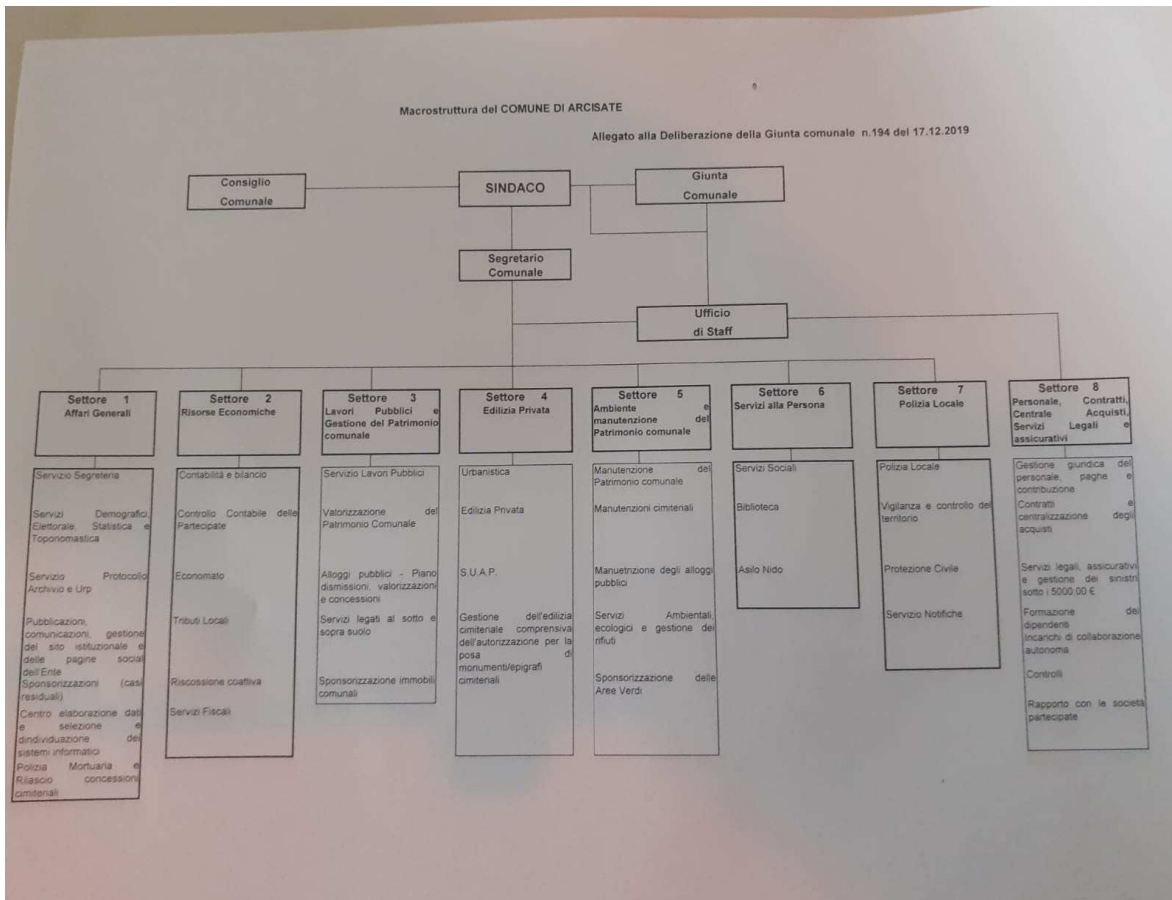 Macrostruttura del COMUNE DI ARCISATE
Allegato alla Deliberazione della Giunta comunale n.194 del 17.12.2019
Consiglio
Comunale
SINDACO
Giunta
Comunale
Segretario
Comunale
Ufficio
di Staff
Settore 1
Affari Generali
Servizio Segreteria
Servizi Demografici,
Elettorale, Statistica e
Toponomastica
Servizio Protocollo
Archivio e Urp
Pubblicazioni,
comunicazioni, gestione
del sito istituzionale e
delle pagine social
dell'Ente
Sponsorizzazioni (casi
residuali)
Centro elaborazione dati
e selezione e
dindividuazione dei
sistemi informatici
Polizia Mortuaria e
Rilascio concessioni
cimiteriali
Settore 2
Risorse Economiche
Contabilità e bilancio
Controllo Contabile delle
Partecipate
Economato
Tributi Locali
Riscossione coattiva
Servizi Fiscali
Settore 3
Lavori Pubblici e
Gestione del Patrimonio
comunale
Servizio Lavori Pubblici
Valorizzazione del
Patrimonio Comunale
Alloggi pubblici - Piano
dismissioni, valorizzazioni
e concessioni
Servizi legati al sotto e
sopra suolo
Sponsorizzazione immobili
comunali
Settore 4
Edilizia Privata
Urbanistica
Edilizia Privata
S.U.A.P.
Gestione dell'edilizia
cimiteriale comprensiva
dell'autorizzazione per la
posa di
monumenti/epigrafi
cimiteriali
Settore 5
Ambiente e
manutenzione del
Patrimonio comunale
Manutenzione del
Patrimonio comunale
Manutenzioni cimiteriali
Manuetnzione degli alloggi
pubblici
Servizi Ambientali,
ecologici e gestione dei
rifiuti
Sponsorizzazione delle
Aree Verdi
Settore 6
Servizi alla Persona
Servizi Sociali
Biblioteca
Asilo Nido
Settore 7
Polizia Locale
Polizia Locale
Vigilanza e controllo del
territorio
Protezione Civile
Servizio Notifiche
Settore 8
Personale, Contratti,
Centrale Acquisti,
Servizi Legali e
assicurativi
Gestione giuridica del
personale, paghe e
contribuzione
Contratti e
centralizzazione degli
acquisti
Servizi legali, assicurativi
e gestione dei sinistri
sotto i 5000.00 €
Formazione dei
dipendenti
Incarichi di collaborazione
autonoma
Controlli
Rapporto con le società
partecipate